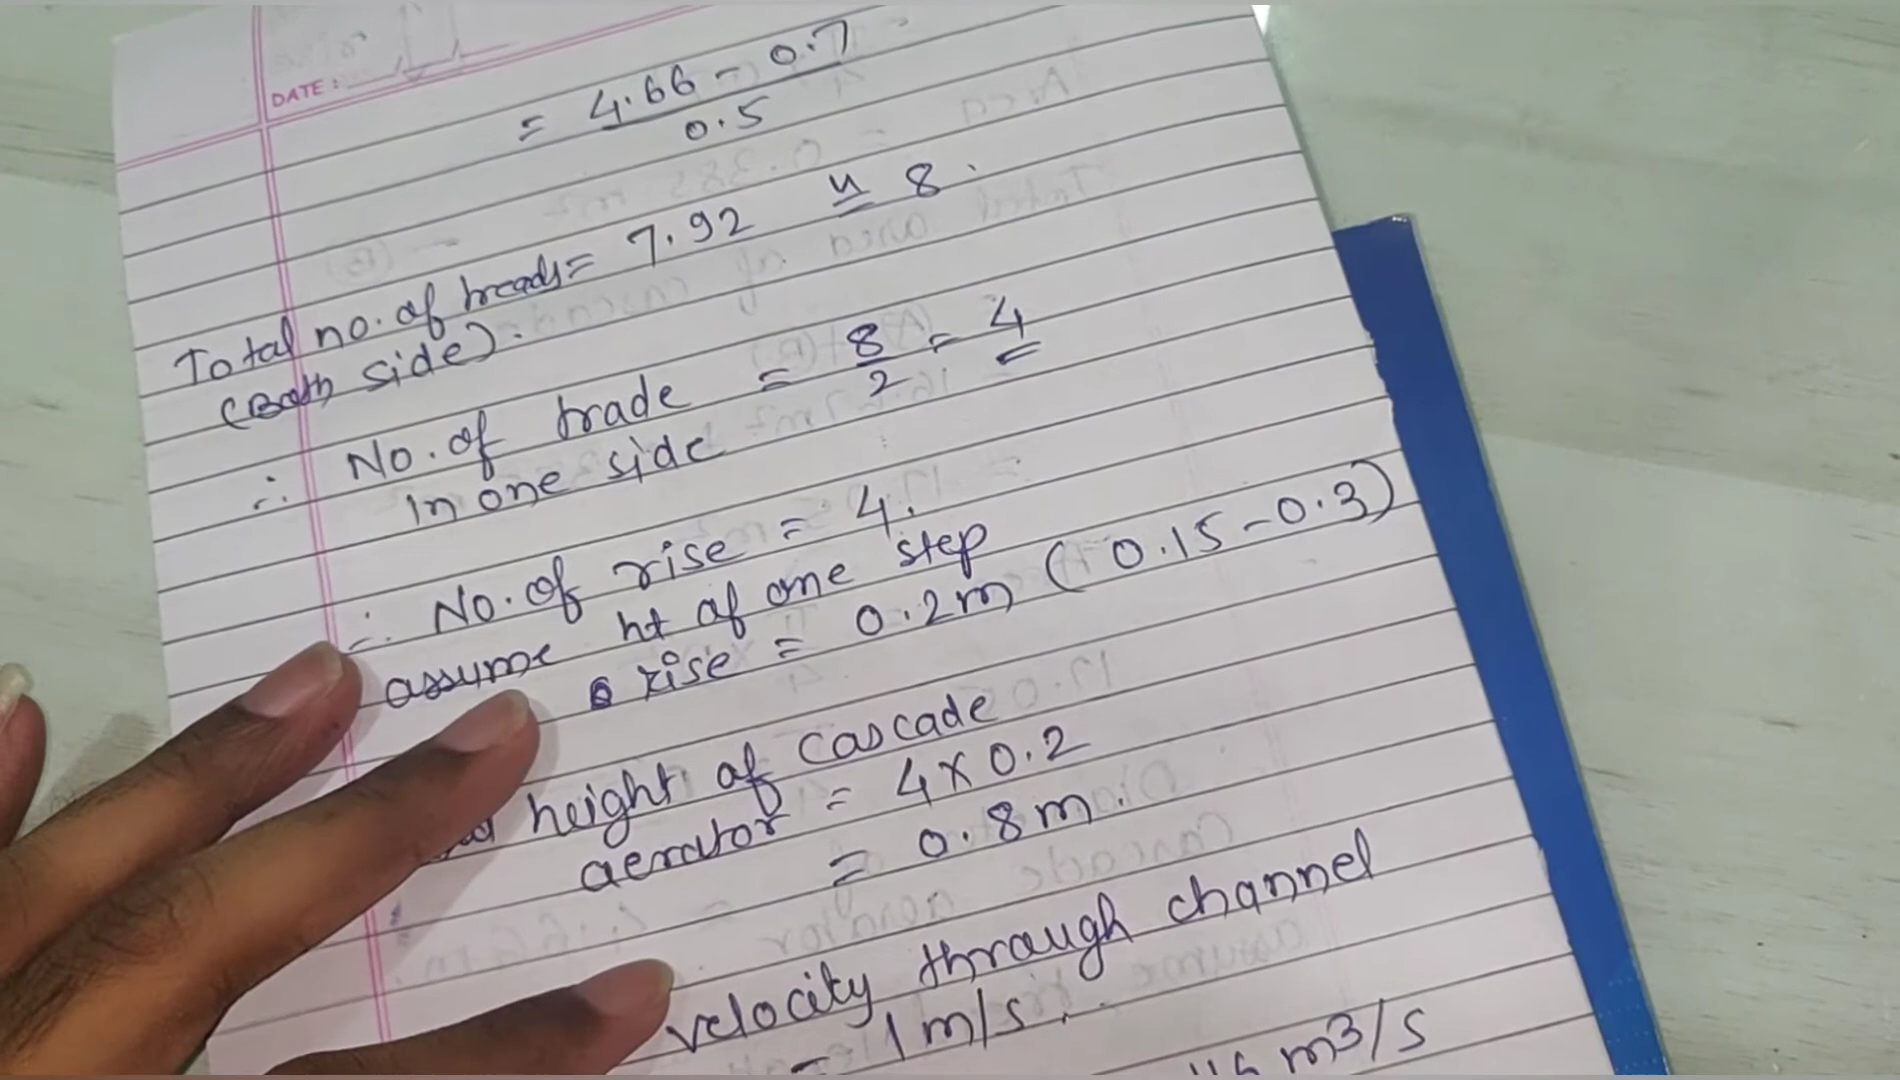 DATE:
= 4.66 - 0.7
0.5
Total no. of treads = 7.92 ≌ 8.
(Both side).
∴ No. of trade = 8/2 = 4
in one side
∴ No. of rise = 4.
assume ht of one step
rise = 0.2m (0.15-0.3)
height of cascade
aerator = 4×0.2
= 0.8m.
velocity through channel
= 1m/s.
m3/s